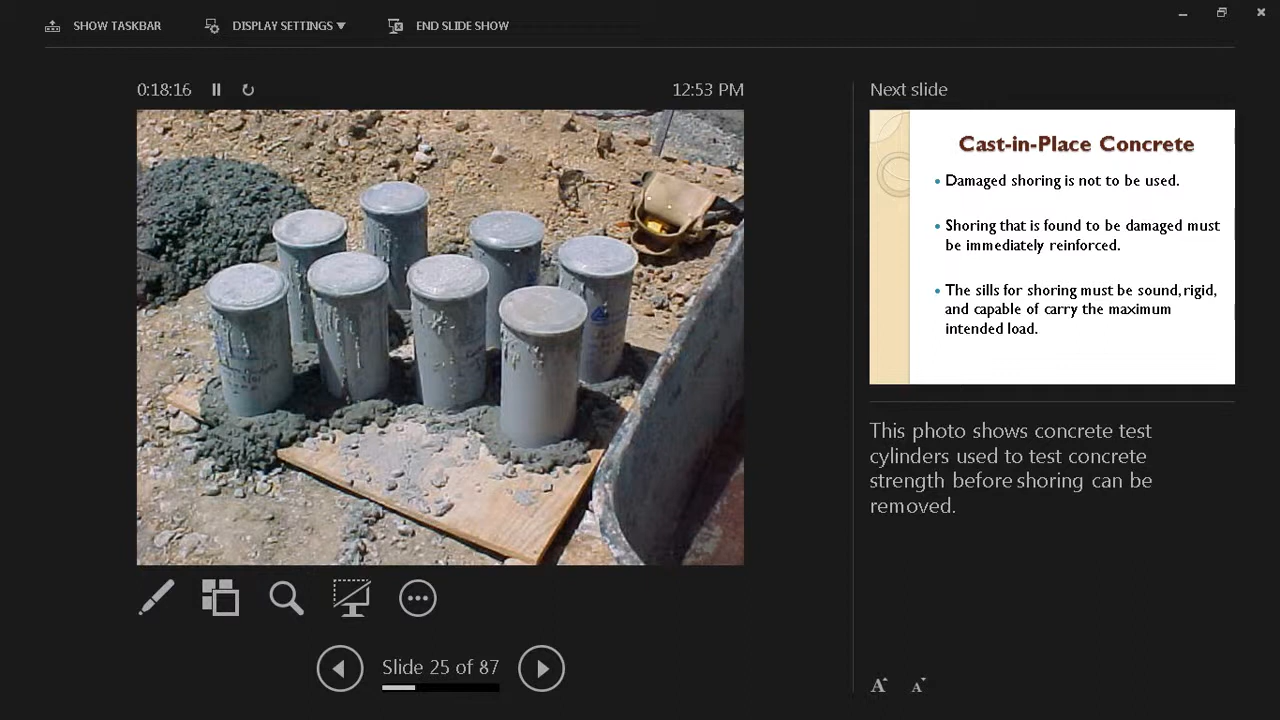 SHOW TASKBAR
DISPLAY SETTINGS
END SLIDE SHOW
0:18:16
12:53 PM
Next slide
Cast-in-Place Concrete
• Damaged shoring is not to be used.
• Shoring that is found to be damaged must
be immediately reinforced.
• The sills for shoring must be sound, rigid,
and capable of carry the maximum
intended load.
This photo shows concrete test
cylinders used to test concrete
strength before shoring can be
removed.
Slide 25 of 87
A A